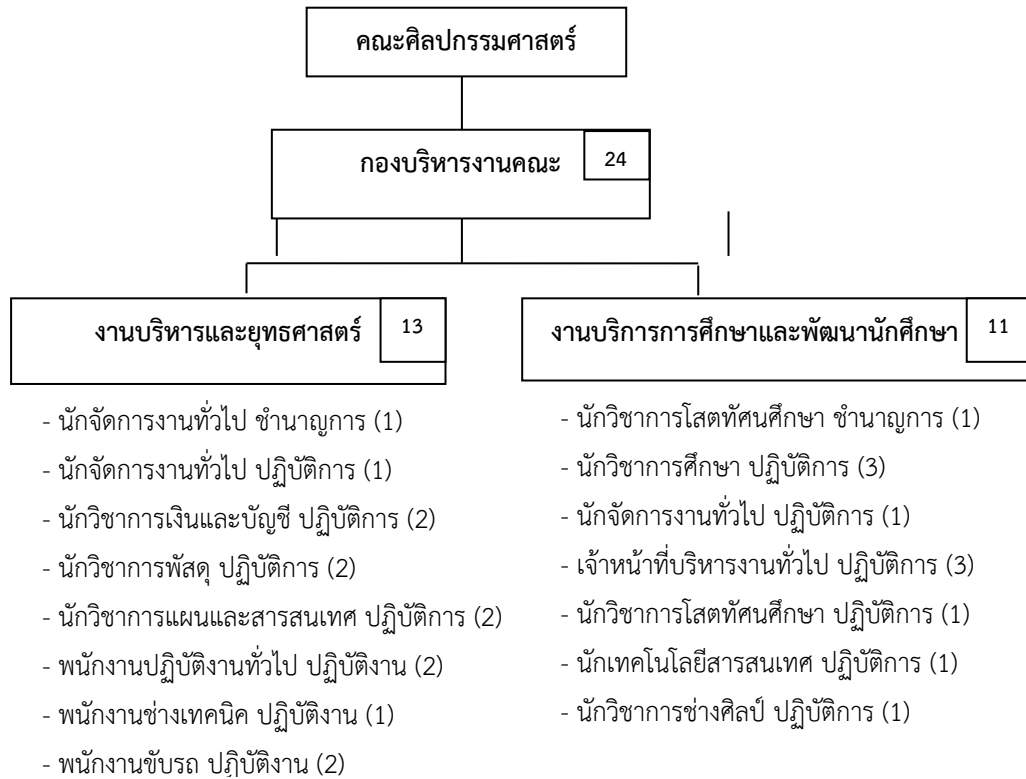 คณะศิลปกรรมศาสตร์
กองบริหารงานคณะ 24
งานบริหารและยุทธศาสตร์ 13
- นักจัดการงานทั่วไป ชำนาญการ (1)
- นักจัดการงานทั่วไป ปฏิบัติการ (1)
- นักวิชาการเงินและบัญชี ปฏิบัติการ (2)
- นักวิชาการพัสดุ ปฏิบัติการ (2)
- นักวิชาการแผนและสารสนเทศ ปฏิบัติการ (2)
- พนักงานปฏิบัติงานทั่วไป ปฏิบัติงาน (2)
- พนักงานช่างเทคนิค ปฏิบัติงาน (1)
- พนักงานขับรถ ปฏิบัติงาน (2)
งานบริการการศึกษาและพัฒนานักศึกษา 11
- นักวิชาการโสตทัศนศึกษา ชำนาญการ (1)
- นักวิชาการศึกษา ปฏิบัติการ (3)
- นักจัดการงานทั่วไป ปฏิบัติการ (1)
- เจ้าหน้าที่บริหารงานทั่วไป ปฏิบัติการ (3)
- นักวิชาการโสตทัศนศึกษา ปฏิบัติการ (1)
- นักเทคโนโลยีสารสนเทศ ปฏิบัติการ (1)
- นักวิชาการช่างศิลป์ ปฏิบัติการ (1)